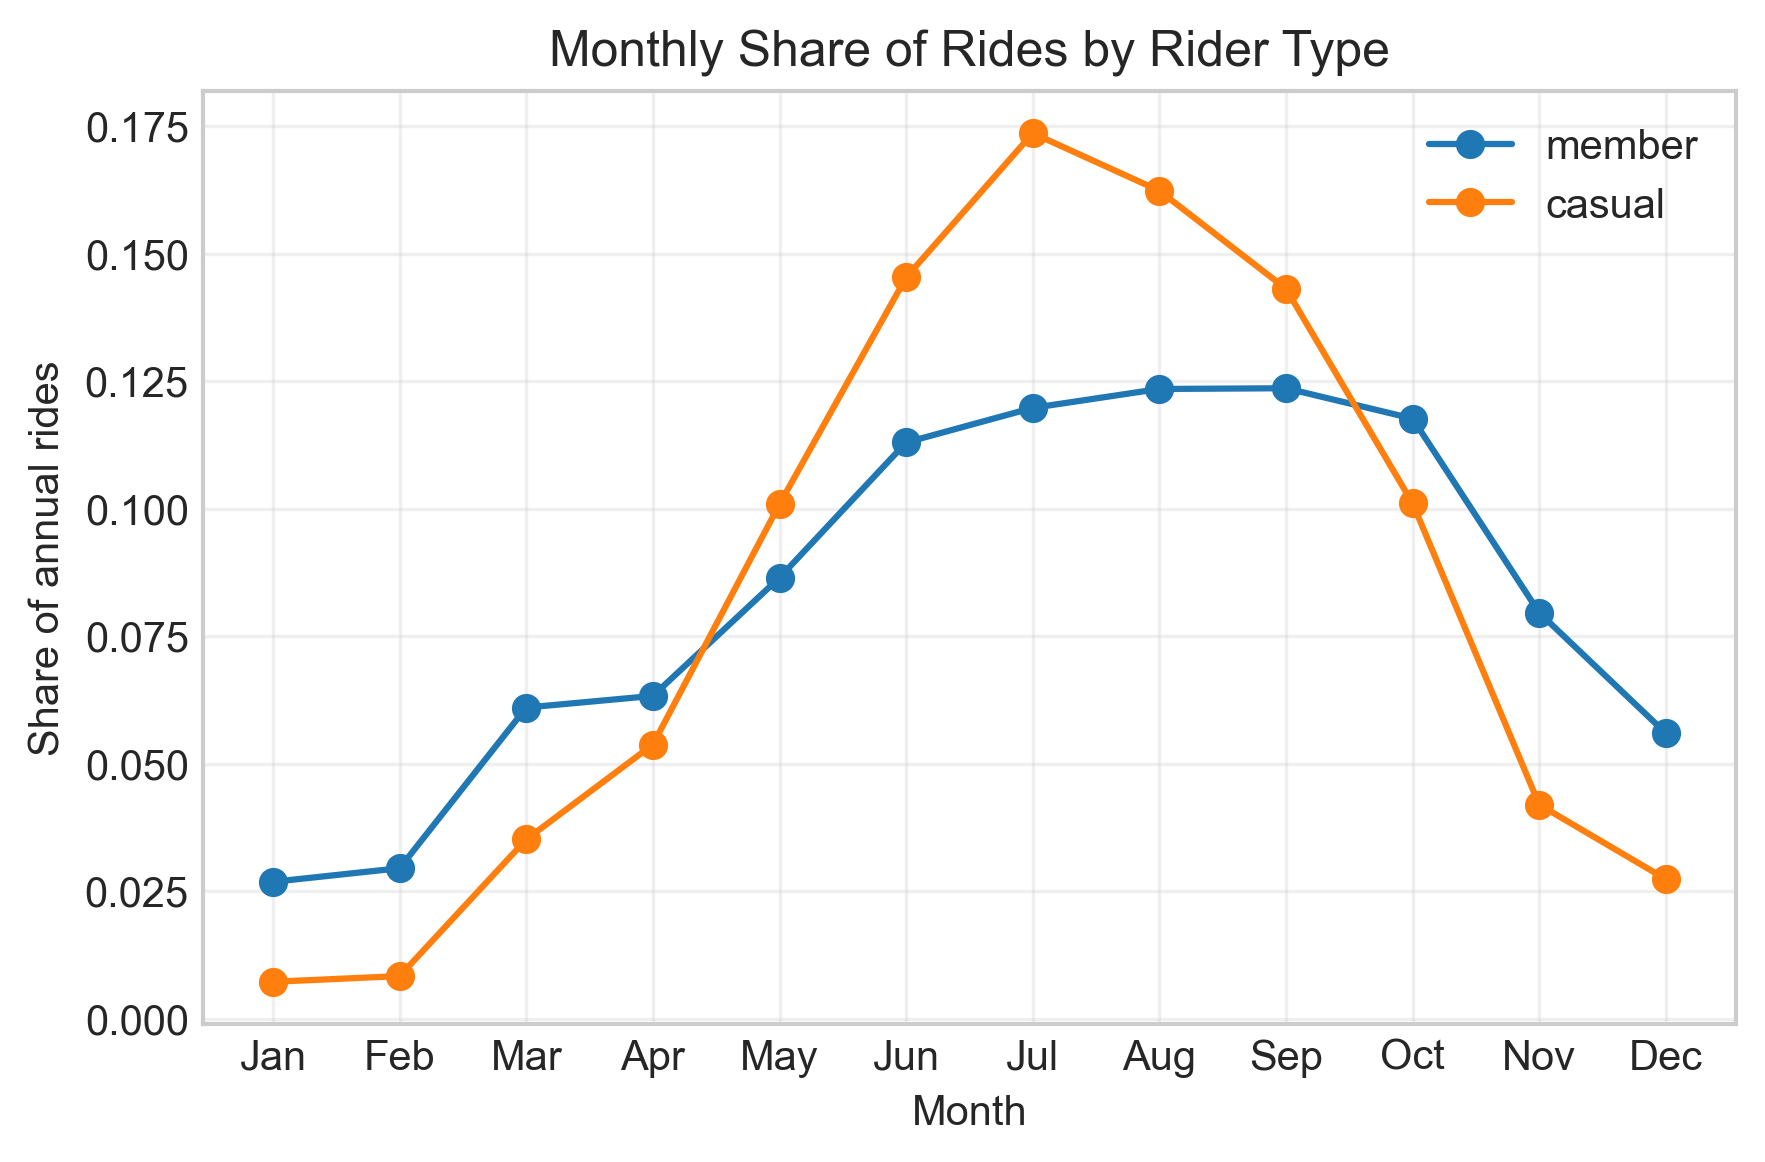 Monthly Share of Rides by Rider Type
member
casual
0.175
0.150
0.125
0.100
0.075
0.050
0.025
0.000
Share of annual rides
Jan Feb Mar Apr May Jun Jul Aug Sep Oct Nov Dec
Month